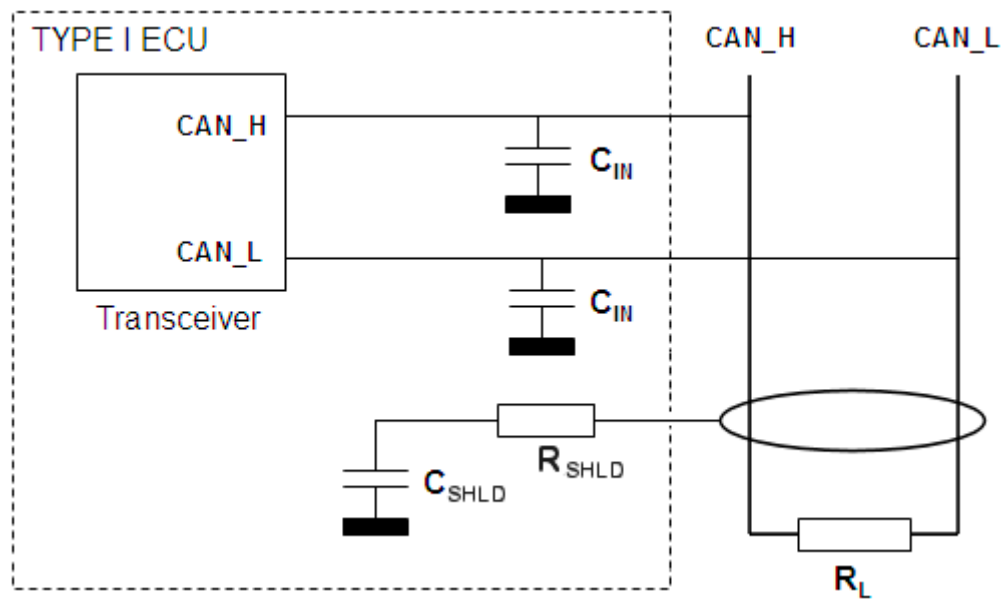 TYPE I ECU
CAN_H
CAN_L
CAN_H
C_IN
CAN_L
Transceiver
C_IN
R_SHLD
C_SHLD
R_L